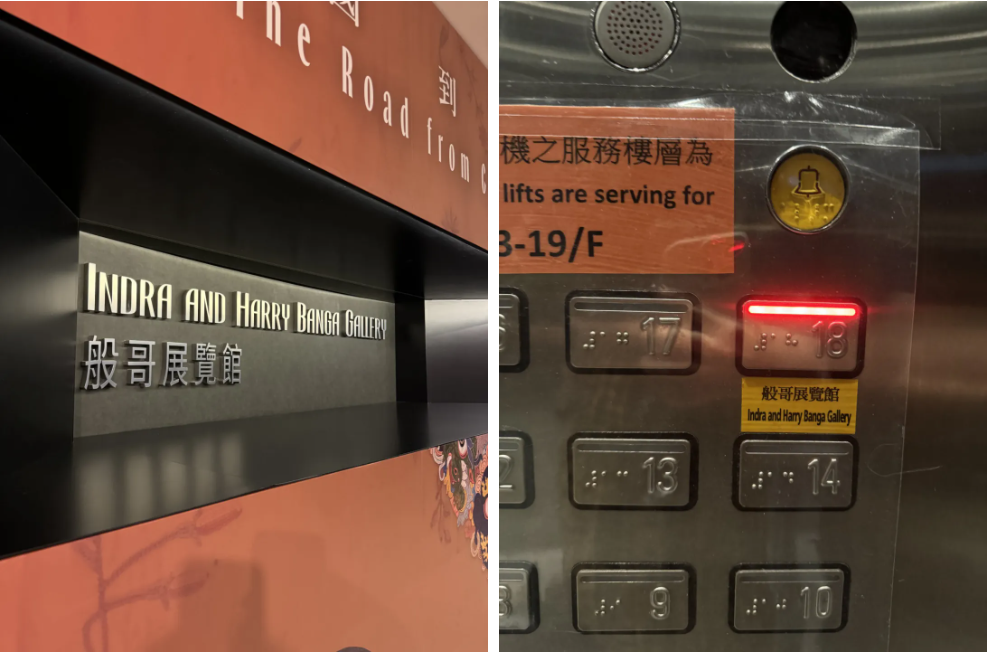 到
Road from
INDRA AND HARRY BANGA GALLERY
般哥展覽館
機之服務樓層為
lifts are serving for
3-19/F
17 18
般哥展覽館
Indra and Harry Banga Gallery
2 13 14
9 10